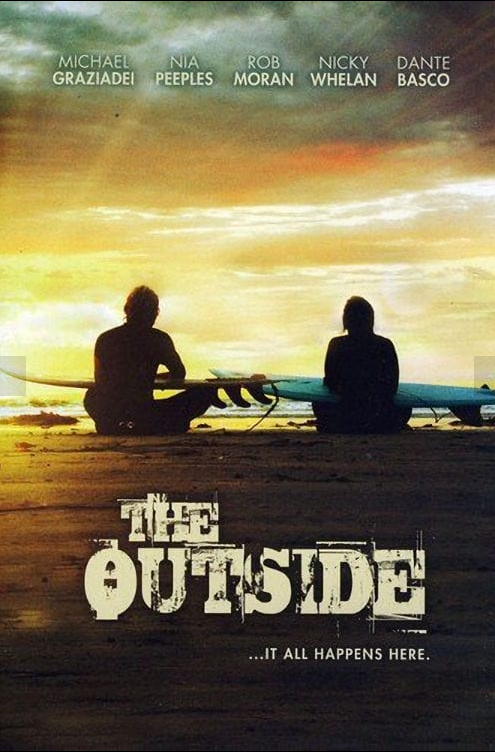 MICHAEL NIA ROB NICKY DANTE
GRAZIADEI PEEPLES MORAN WHELAN BASCO
THE
OUTSIDE
...IT ALL HAPPENS HERE.